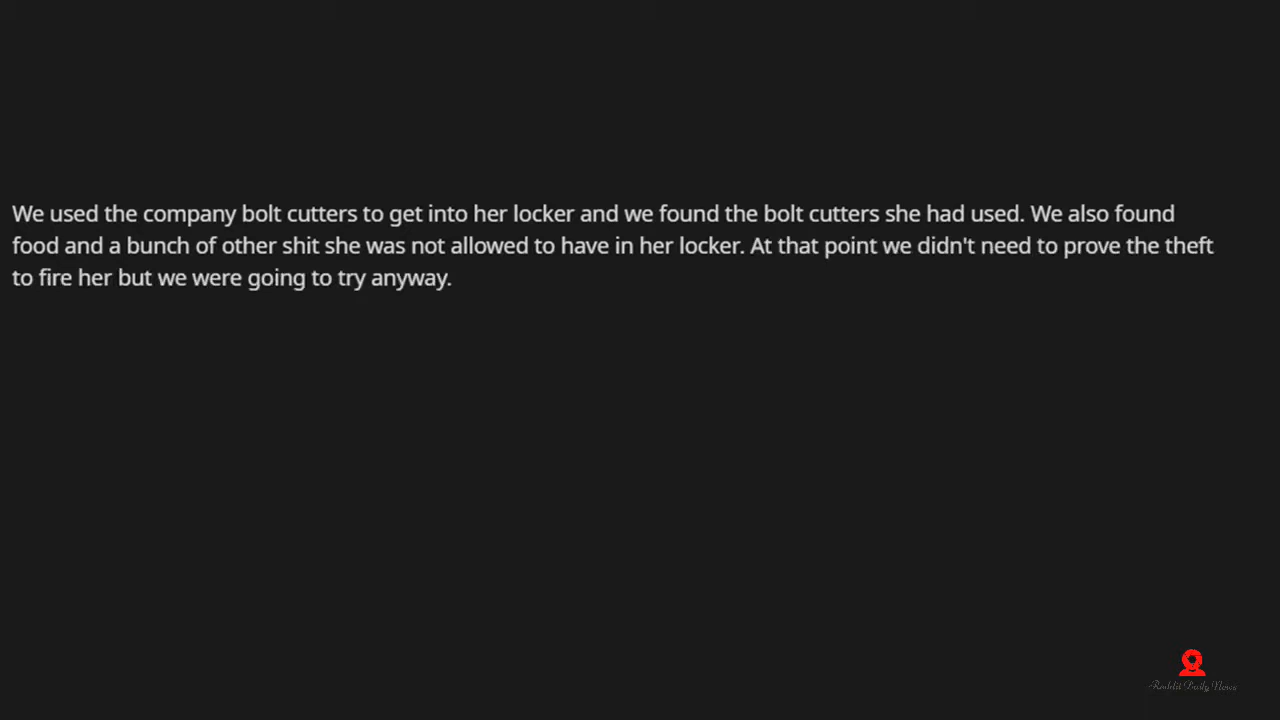 We used the company bolt cutters to get into her locker and we found the bolt cutters she had used. We also found
food and a bunch of other shit she was not allowed to have in her locker. At that point we didn't need to prove the theft
to fire her but we were going to try anyway.
Reddit Daily News